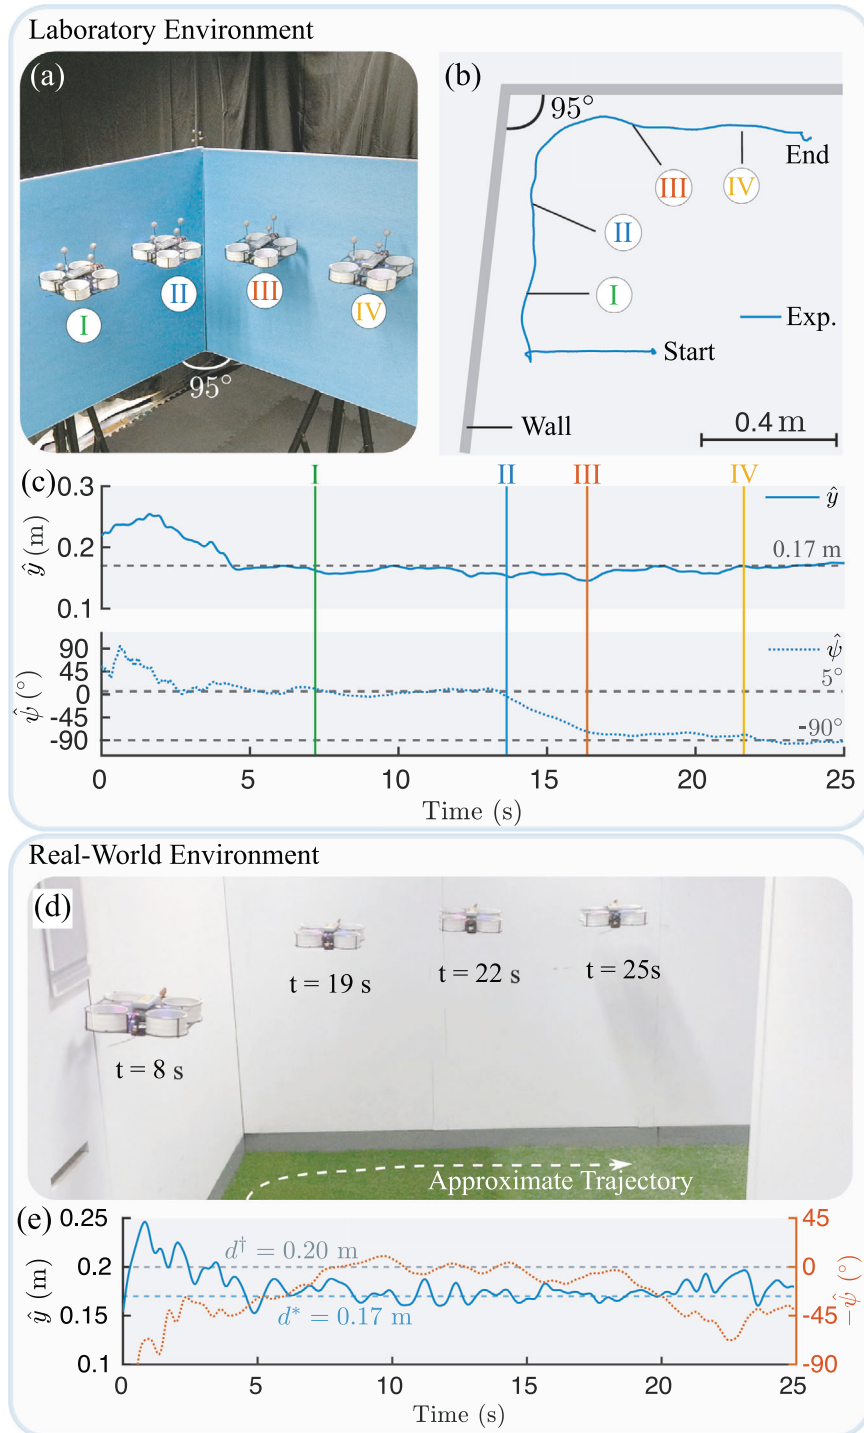 Laboratory Environment
(a)
I
II
III
IV
95°
(b)
95°
End
III
IV
II
I
Exp.
Start
Wall
0.4 m
(c)
I
II
III
IV
0.3
0.2
0.1
ŷ (m)
ŷ
0.17 m
90
45
0
-45
-90
ψ̂ (°)
ψ̂
5°
-90°
0
5
10
15
20
25
Time (s)
Real-World Environment
(d)
t = 8 s
t = 19 s
t = 22 s
t = 25s
Approximate Trajectory
(e)
0.25
0.2
0.15
0.1
ŷ (m)
d† = 0.20 m
d* = 0.17 m
45
0
-45
-90
-ψ̂ (°)
0
5
10
15
20
25
Time (s)